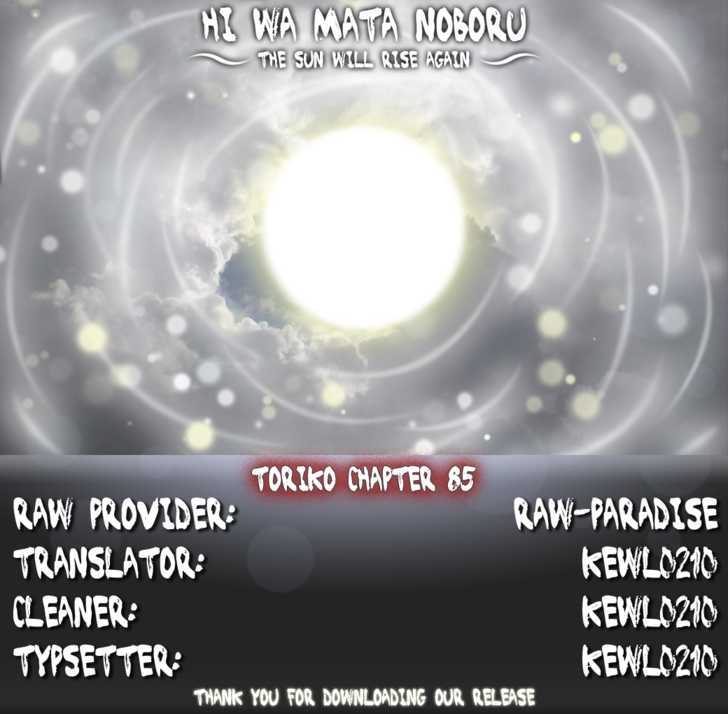 HI WA MATA NOBORU
THE SUN WILL RISE AGAIN
TORIKO CHAPTER 85
RAW PROVIDER: RAW-PARADISE
TRANSLATOR: KEWL0210
CLEANER: KEWL0210
TYPSETTER: KEWL0210
THANK YOU FOR DOWNLOADING OUR RELEASE